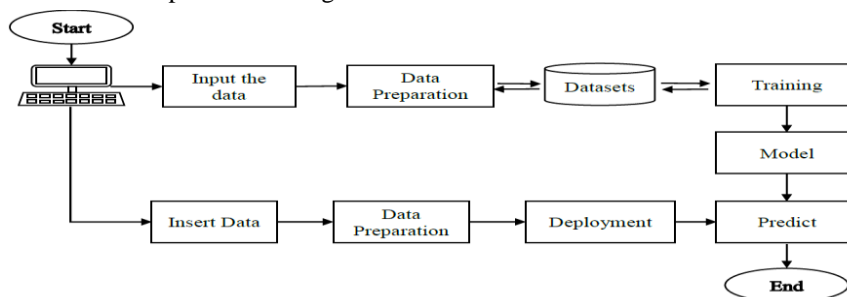 Start
Input the
data
Data
Preparation
Datasets
Training
Model
Insert Data
Data
Preparation
Deployment
Predict
End